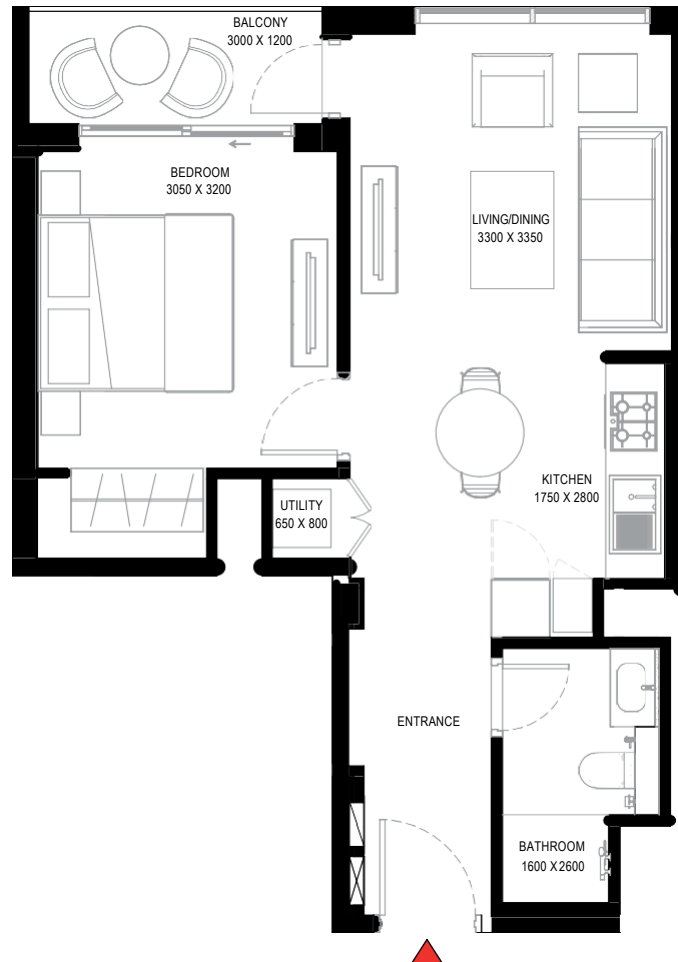 BALCONY
3000 X 1200
BEDROOM
3050 X 3200
LIVING/DINING
3300 X 3350
KITCHEN
1750 X 2800
UTILITY
650 X 800
ENTRANCE
BATHROOM
1600 X 2600